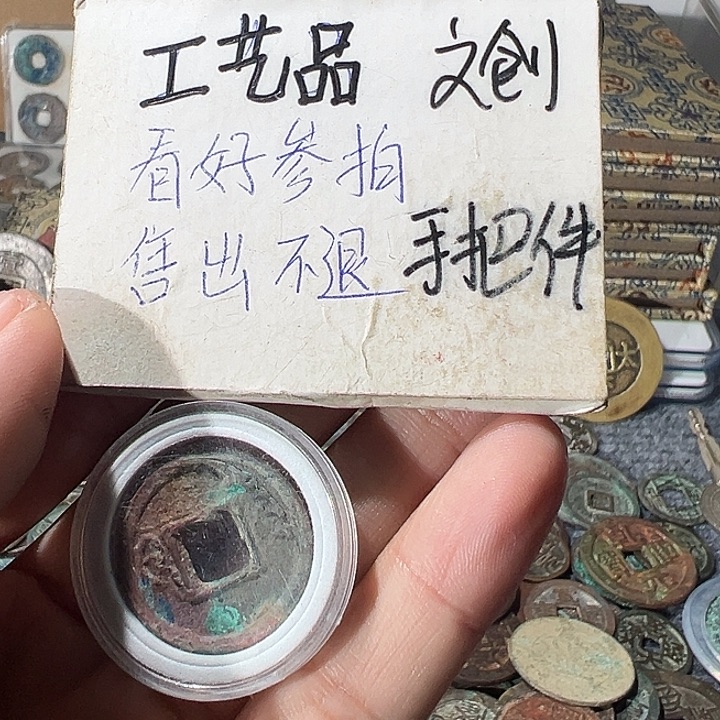 工艺品 文创
看好参拍
售出不退 手把件